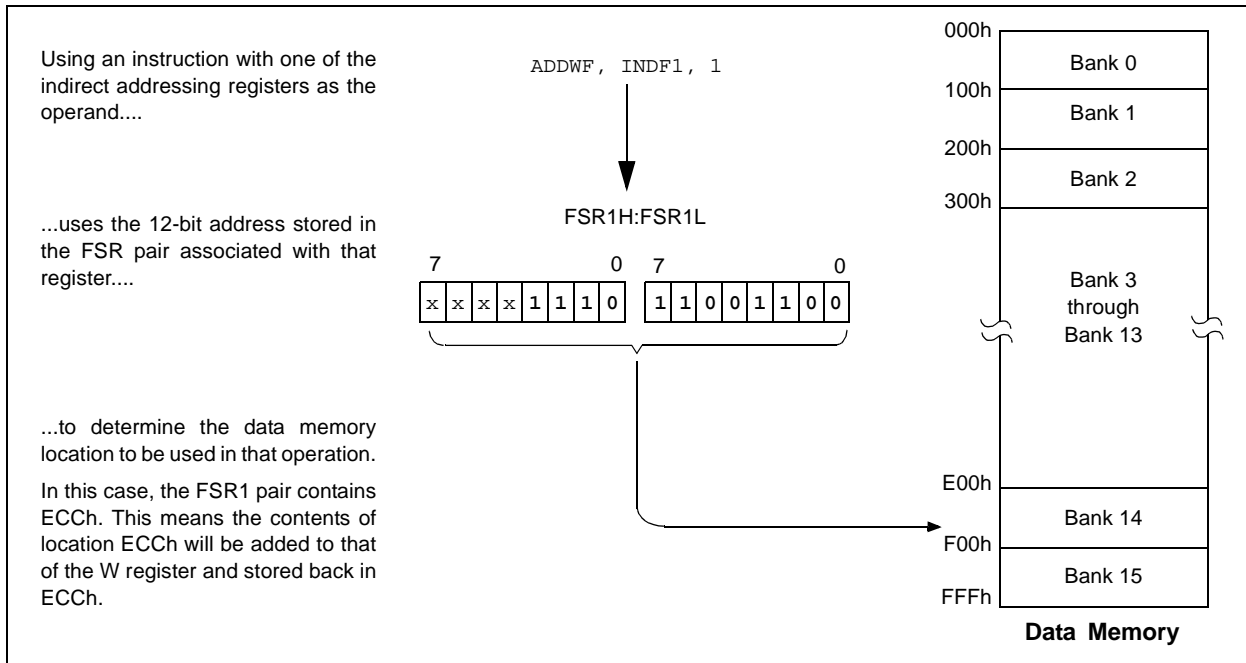 Using an instruction with one of the
indirect addressing registers as the
operand....
ADDWF, INDF1, 1
...uses the 12-bit address stored in
the FSR pair associated with that
register....
FSR1H:FSR1L
7 0 7 0
x x x x 1 1 1 0 1 1 0 0 1 1 0 0
...to determine the data memory
location to be used in that operation.
In this case, the FSR1 pair contains
ECCh. This means the contents of
location ECCh will be added to that
of the W register and stored back in
ECCh.
000h
Bank 0
100h
Bank 1
200h
Bank 2
300h
Bank 3
through
Bank 13
E00h
Bank 14
F00h
Bank 15
FFFh
Data Memory